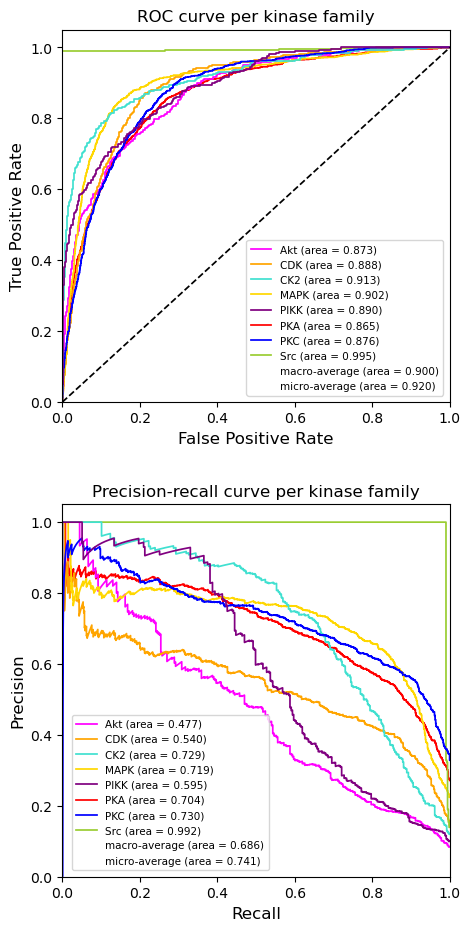 ROC curve per kinase family
1.0
0.8
0.6
0.4
0.2
0.0
True Positive Rate
Akt (area = 0.873)
CDK (area = 0.888)
CK2 (area = 0.913)
MAPK (area = 0.902)
PIKK (area = 0.890)
PKA (area = 0.865)
PKC (area = 0.876)
Src (area = 0.995)
macro-average (area = 0.900)
micro-average (area = 0.920)
0.0 0.2 0.4 0.6 0.8 1.0
False Positive Rate
Precision-recall curve per kinase family
1.0
0.8
0.6
0.4
0.2
0.0
Precision
Akt (area = 0.477)
CDK (area = 0.540)
CK2 (area = 0.729)
MAPK (area = 0.719)
PIKK (area = 0.595)
PKA (area = 0.704)
PKC (area = 0.730)
Src (area = 0.992)
macro-average (area = 0.686)
micro-average (area = 0.741)
0.0 0.2 0.4 0.6 0.8 1.0
Recall